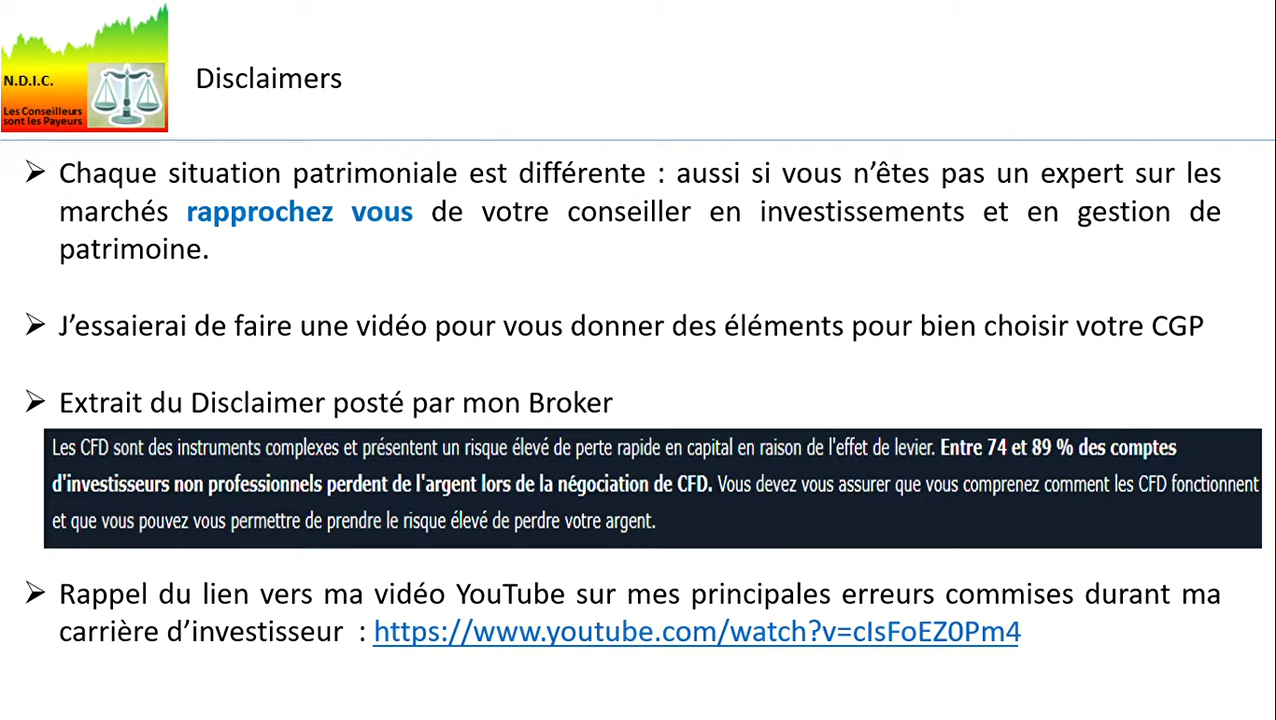 N.D.I.C.
Les Conseilleurs
sont les Payeurs
Disclaimers
Chaque situation patrimoniale est différente : aussi si vous n’êtes pas un expert sur les
marchés rapprochez vous de votre conseiller en investissements et en gestion de
patrimoine.
J’essaierai de faire une vidéo pour vous donner des éléments pour bien choisir votre CGP
Extrait du Disclaimer posté par mon Broker
Les CFD sont des instruments complexes et présentent un risque élevé de perte rapide en capital en raison de l'effet de levier. Entre 74 et 89 % des comptes
d'investisseurs non professionnels perdent de l'argent lors de la négociation de CFD. Vous devez vous assurer que vous comprenez comment les CFD fonctionnent
et que vous pouvez vous permettre de prendre le risque élevé de perdre votre argent.
Rappel du lien vers ma vidéo YouTube sur mes principales erreurs commises durant ma
carrière d’investisseur : https://www.youtube.com/watch?v=cIsFoEZ0Pm4